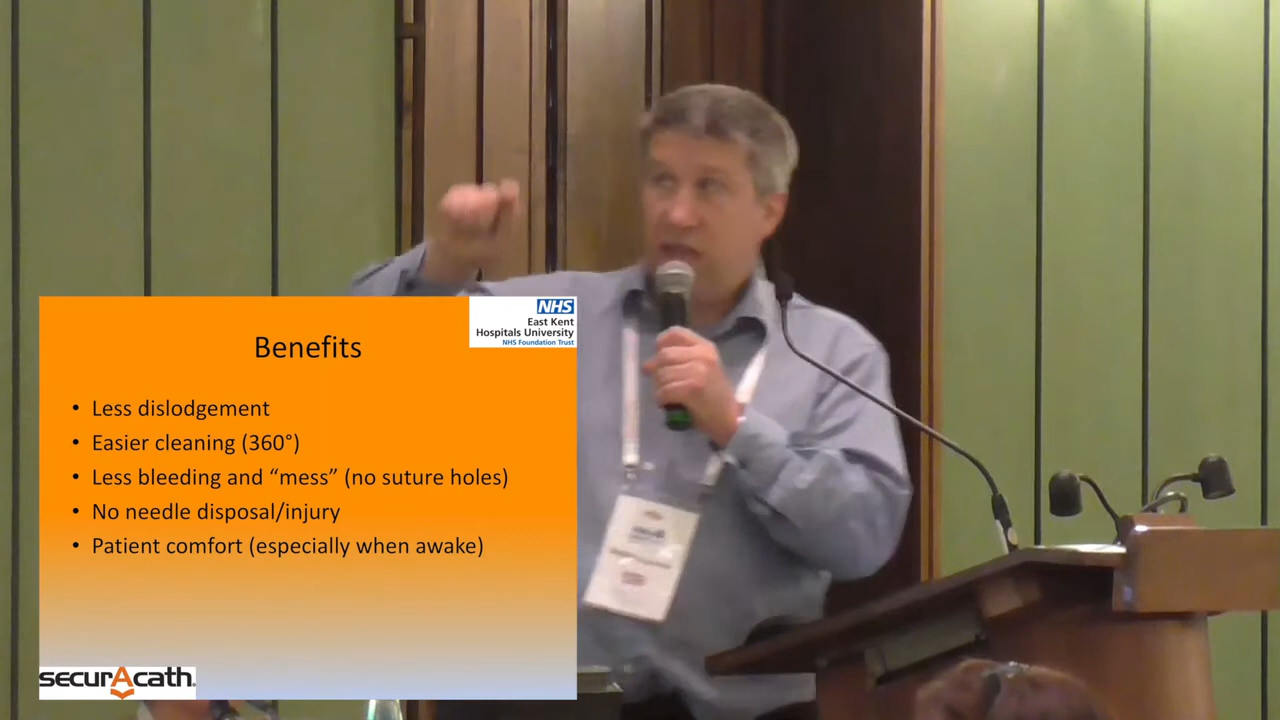 NHS
East Kent
Hospitals University
NHS Foundation Trust
Benefits
• Less dislodgement
• Easier cleaning (360°)
• Less bleeding and “mess” (no suture holes)
• No needle disposal/injury
• Patient comfort (especially when awake)
securAcath®